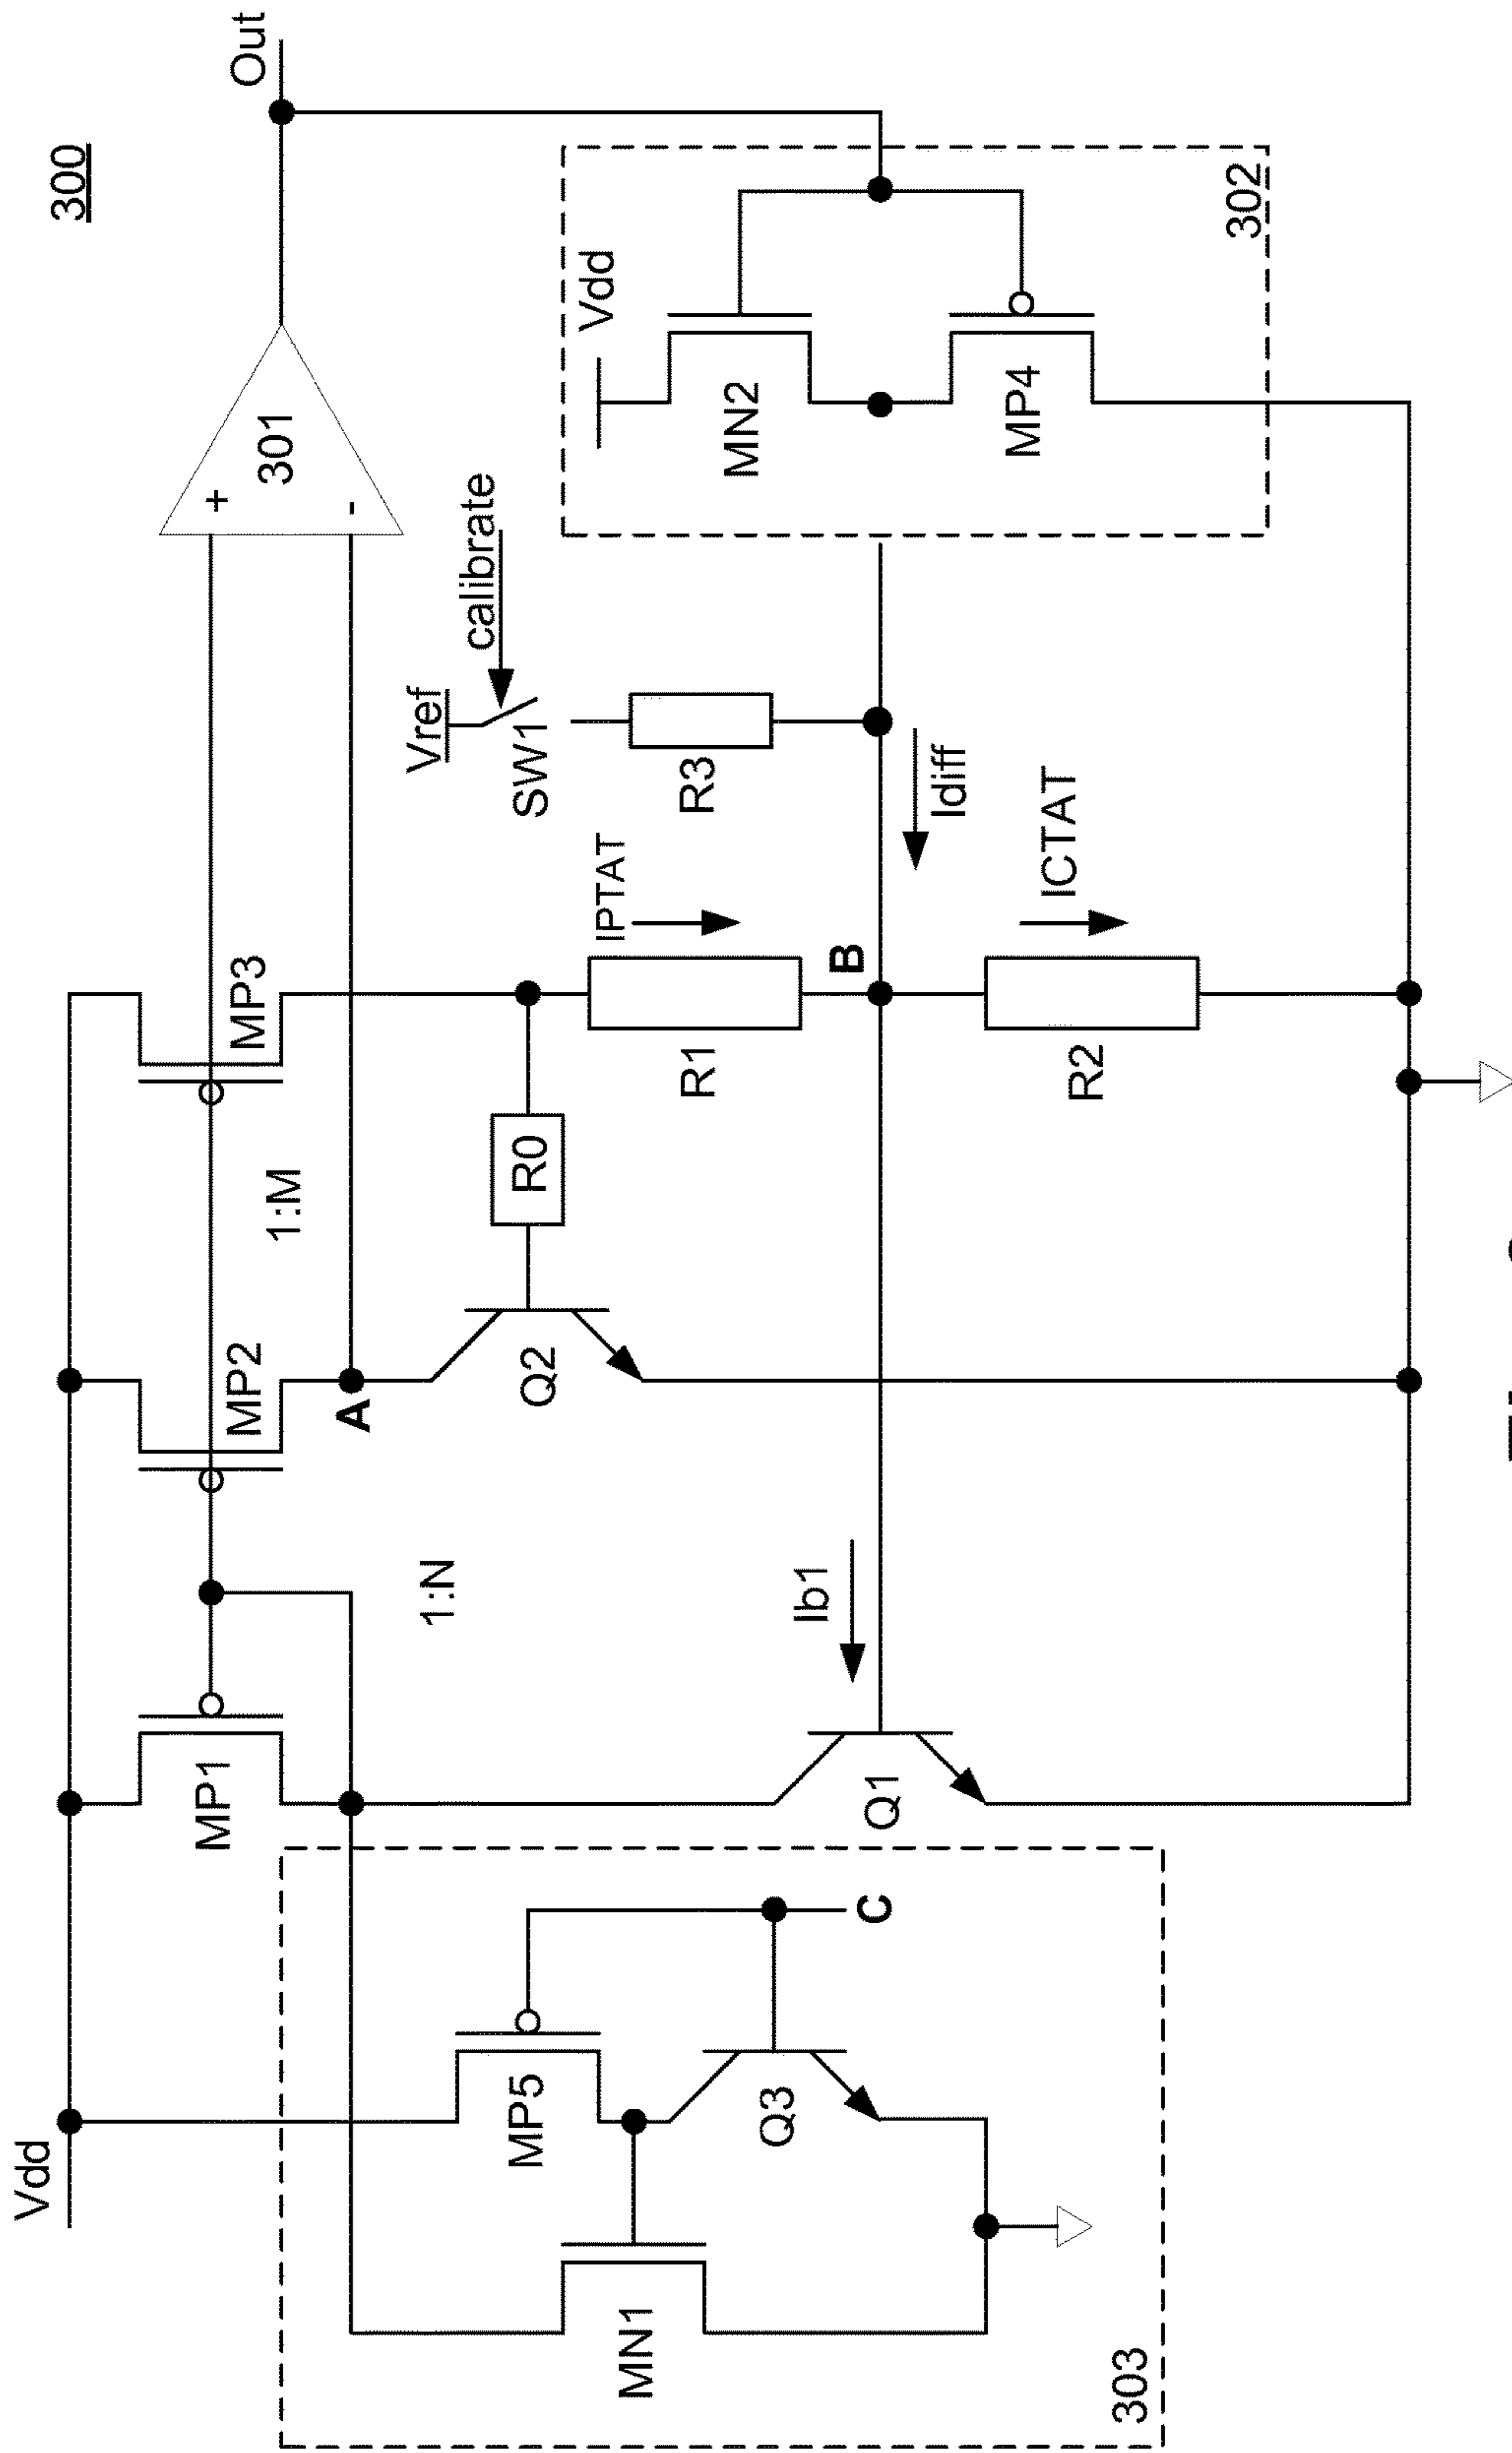 Vdd
300
MP1
MP2
MP3
+
Out
301
1:M
A
-
1:N
Vref
calibrate
MP5
Q2
R0
SW1
Vdd
IPTAT
MN1
R1
R3
MN2
Q3
Ib1
B
C
Q1
Idiff
MP4
ICTAT
R2
303
302